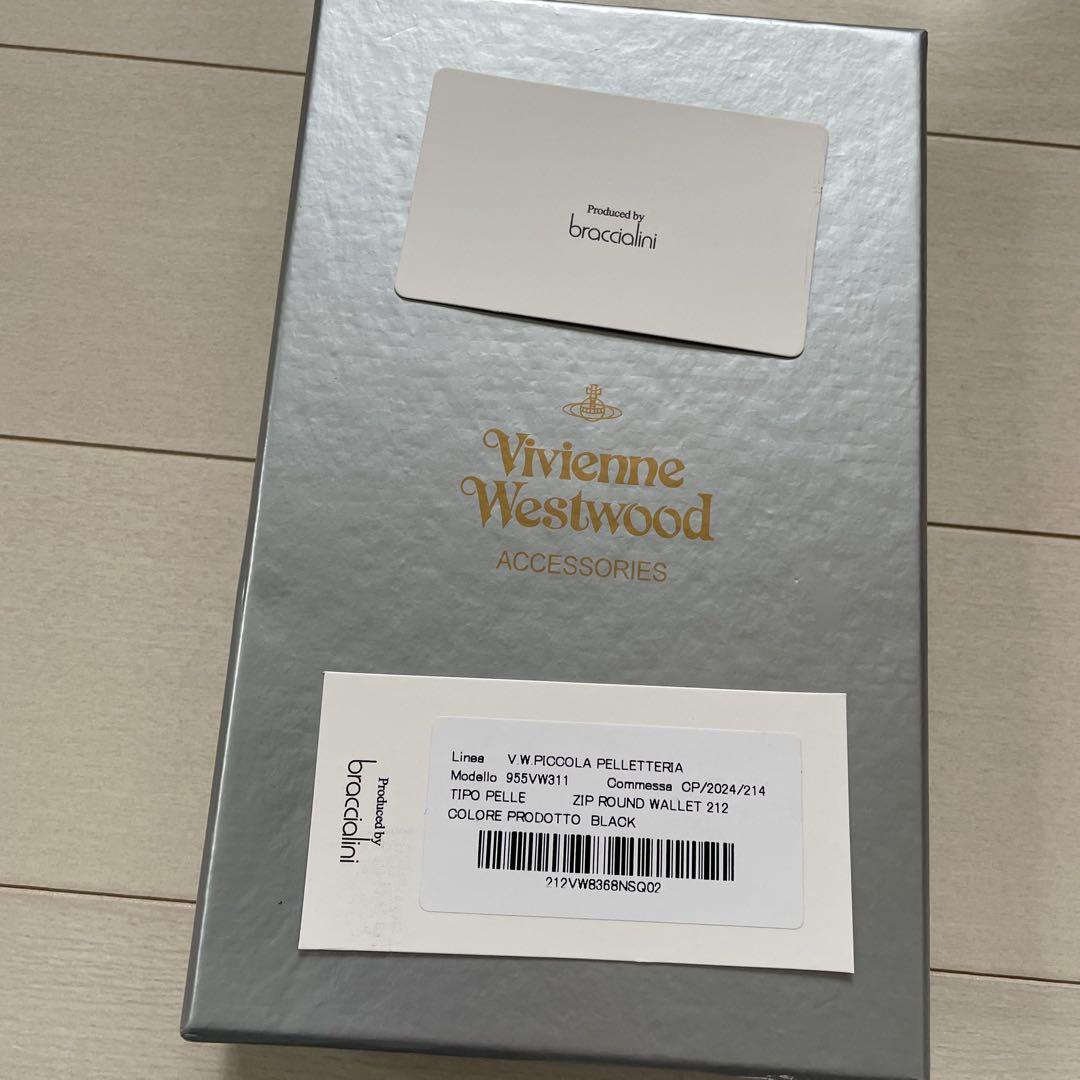 Produced by
braccialini
Vivienne
Westwood
ACCESSORIES
Produced by
braccialini
Linea V.W.PICCOLA PELLETTERIA
Modello 955VW311 Commessa CP/2024/214
TIPO PELLE ZIP ROUND WALLET 212
COLORE PRODOTTO BLACK
212VW8368NSQ02